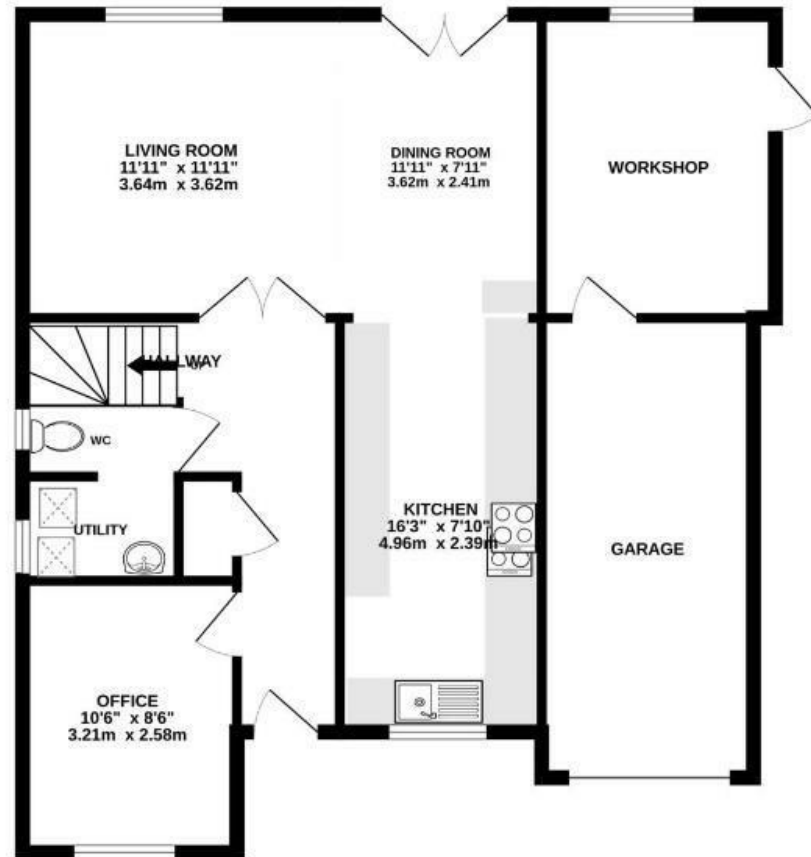 LIVING ROOM
11'11" x 11'11"
3.64m x 3.62m
DINING ROOM
11'11" x 7'11"
3.62m x 2.41m
WORKSHOP
HALLWAY
UP
WC
UTILITY
KITCHEN
16'3" x 7'10"
4.96m x 2.39m
GARAGE
OFFICE
10'6" x 8'6"
3.21m x 2.58m